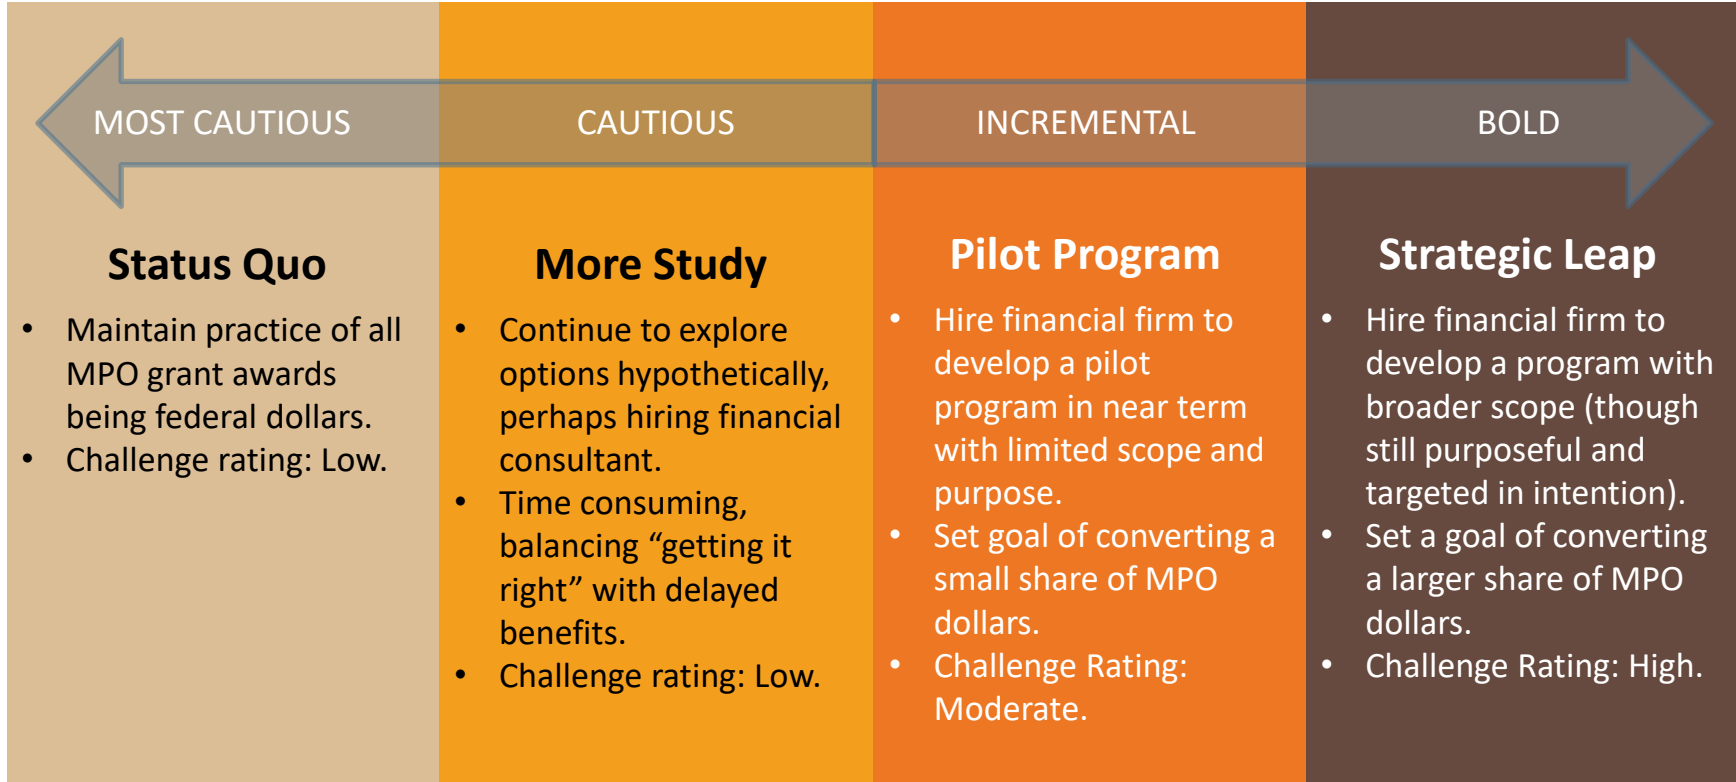 MOST CAUTIOUS
CAUTIOUS
INCREMENTAL
BOLD
Status Quo
• Maintain practice of all
MPO grant awards
being federal dollars.
• Challenge rating: Low.
More Study
• Continue to explore
options hypothetically,
perhaps hiring financial
consultant.
• Time consuming,
balancing “getting it
right” with delayed
benefits.
• Challenge rating: Low.
Pilot Program
• Hire financial firm to
develop a pilot
program in near term
with limited scope and
purpose.
• Set goal of converting a
small share of MPO
dollars.
• Challenge Rating:
Moderate.
Strategic Leap
• Hire financial firm to
develop a program with
broader scope (though
still purposeful and
targeted in intention).
• Set a goal of converting
a larger share of MPO
dollars.
• Challenge Rating: High.